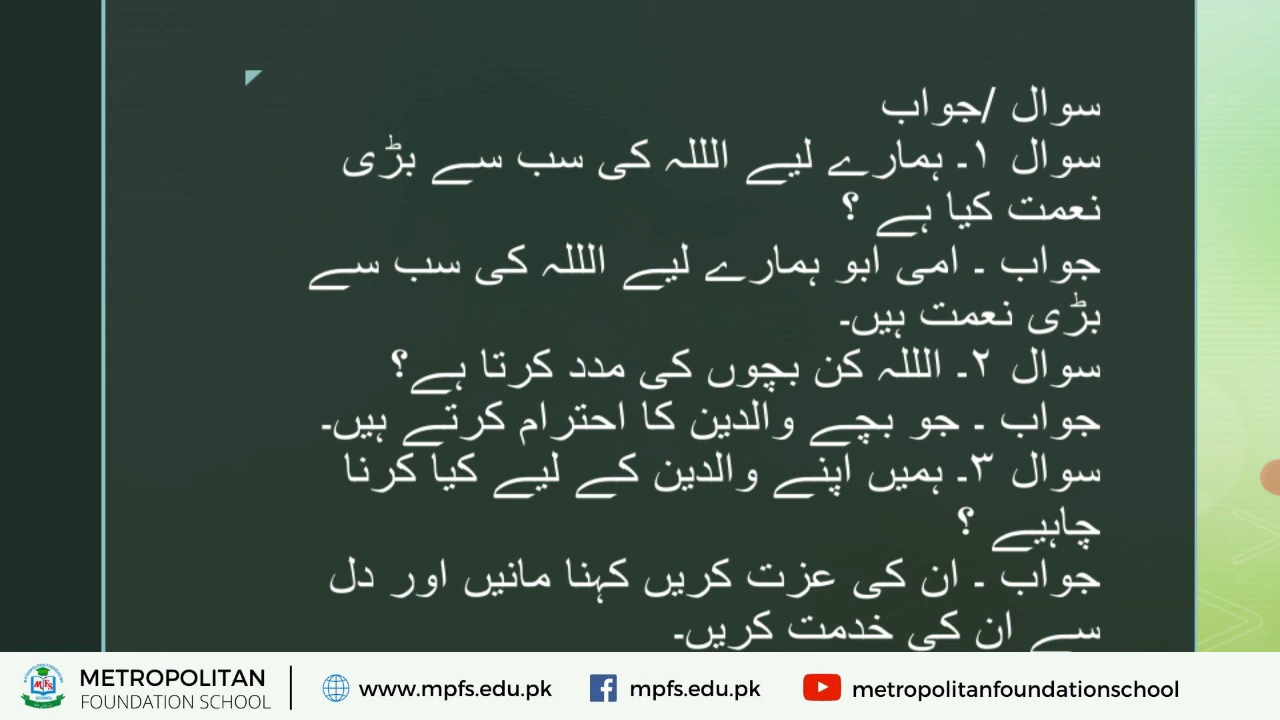 سوال /جواب
سوال ۱۔ ہمارے لیے الللہ کی سب سے بڑی
نعمت کیا ہے ؟
جواب ۔ امی ابو ہمارے لیے الللہ کی سب سے
بڑی نعمت ہیں۔
سوال ۲۔ الللہ کن بچوں کی مدد کرتا ہے؟
جواب ۔ جو بچے والدین کا احترام کرتے ہیں۔
سوال ۳۔ ہمیں اپنے والدین کے لیے کیا کرنا
چاہیے ؟
جواب ۔ ان کی عزت کریں کہنا مانیں اور دل
سے ان کی خدمت کریں۔
METROPOLITAN
FOUNDATION SCHOOL
www.mpfs.edu.pk
mpfs.edu.pk
metropolitanfoundationschool